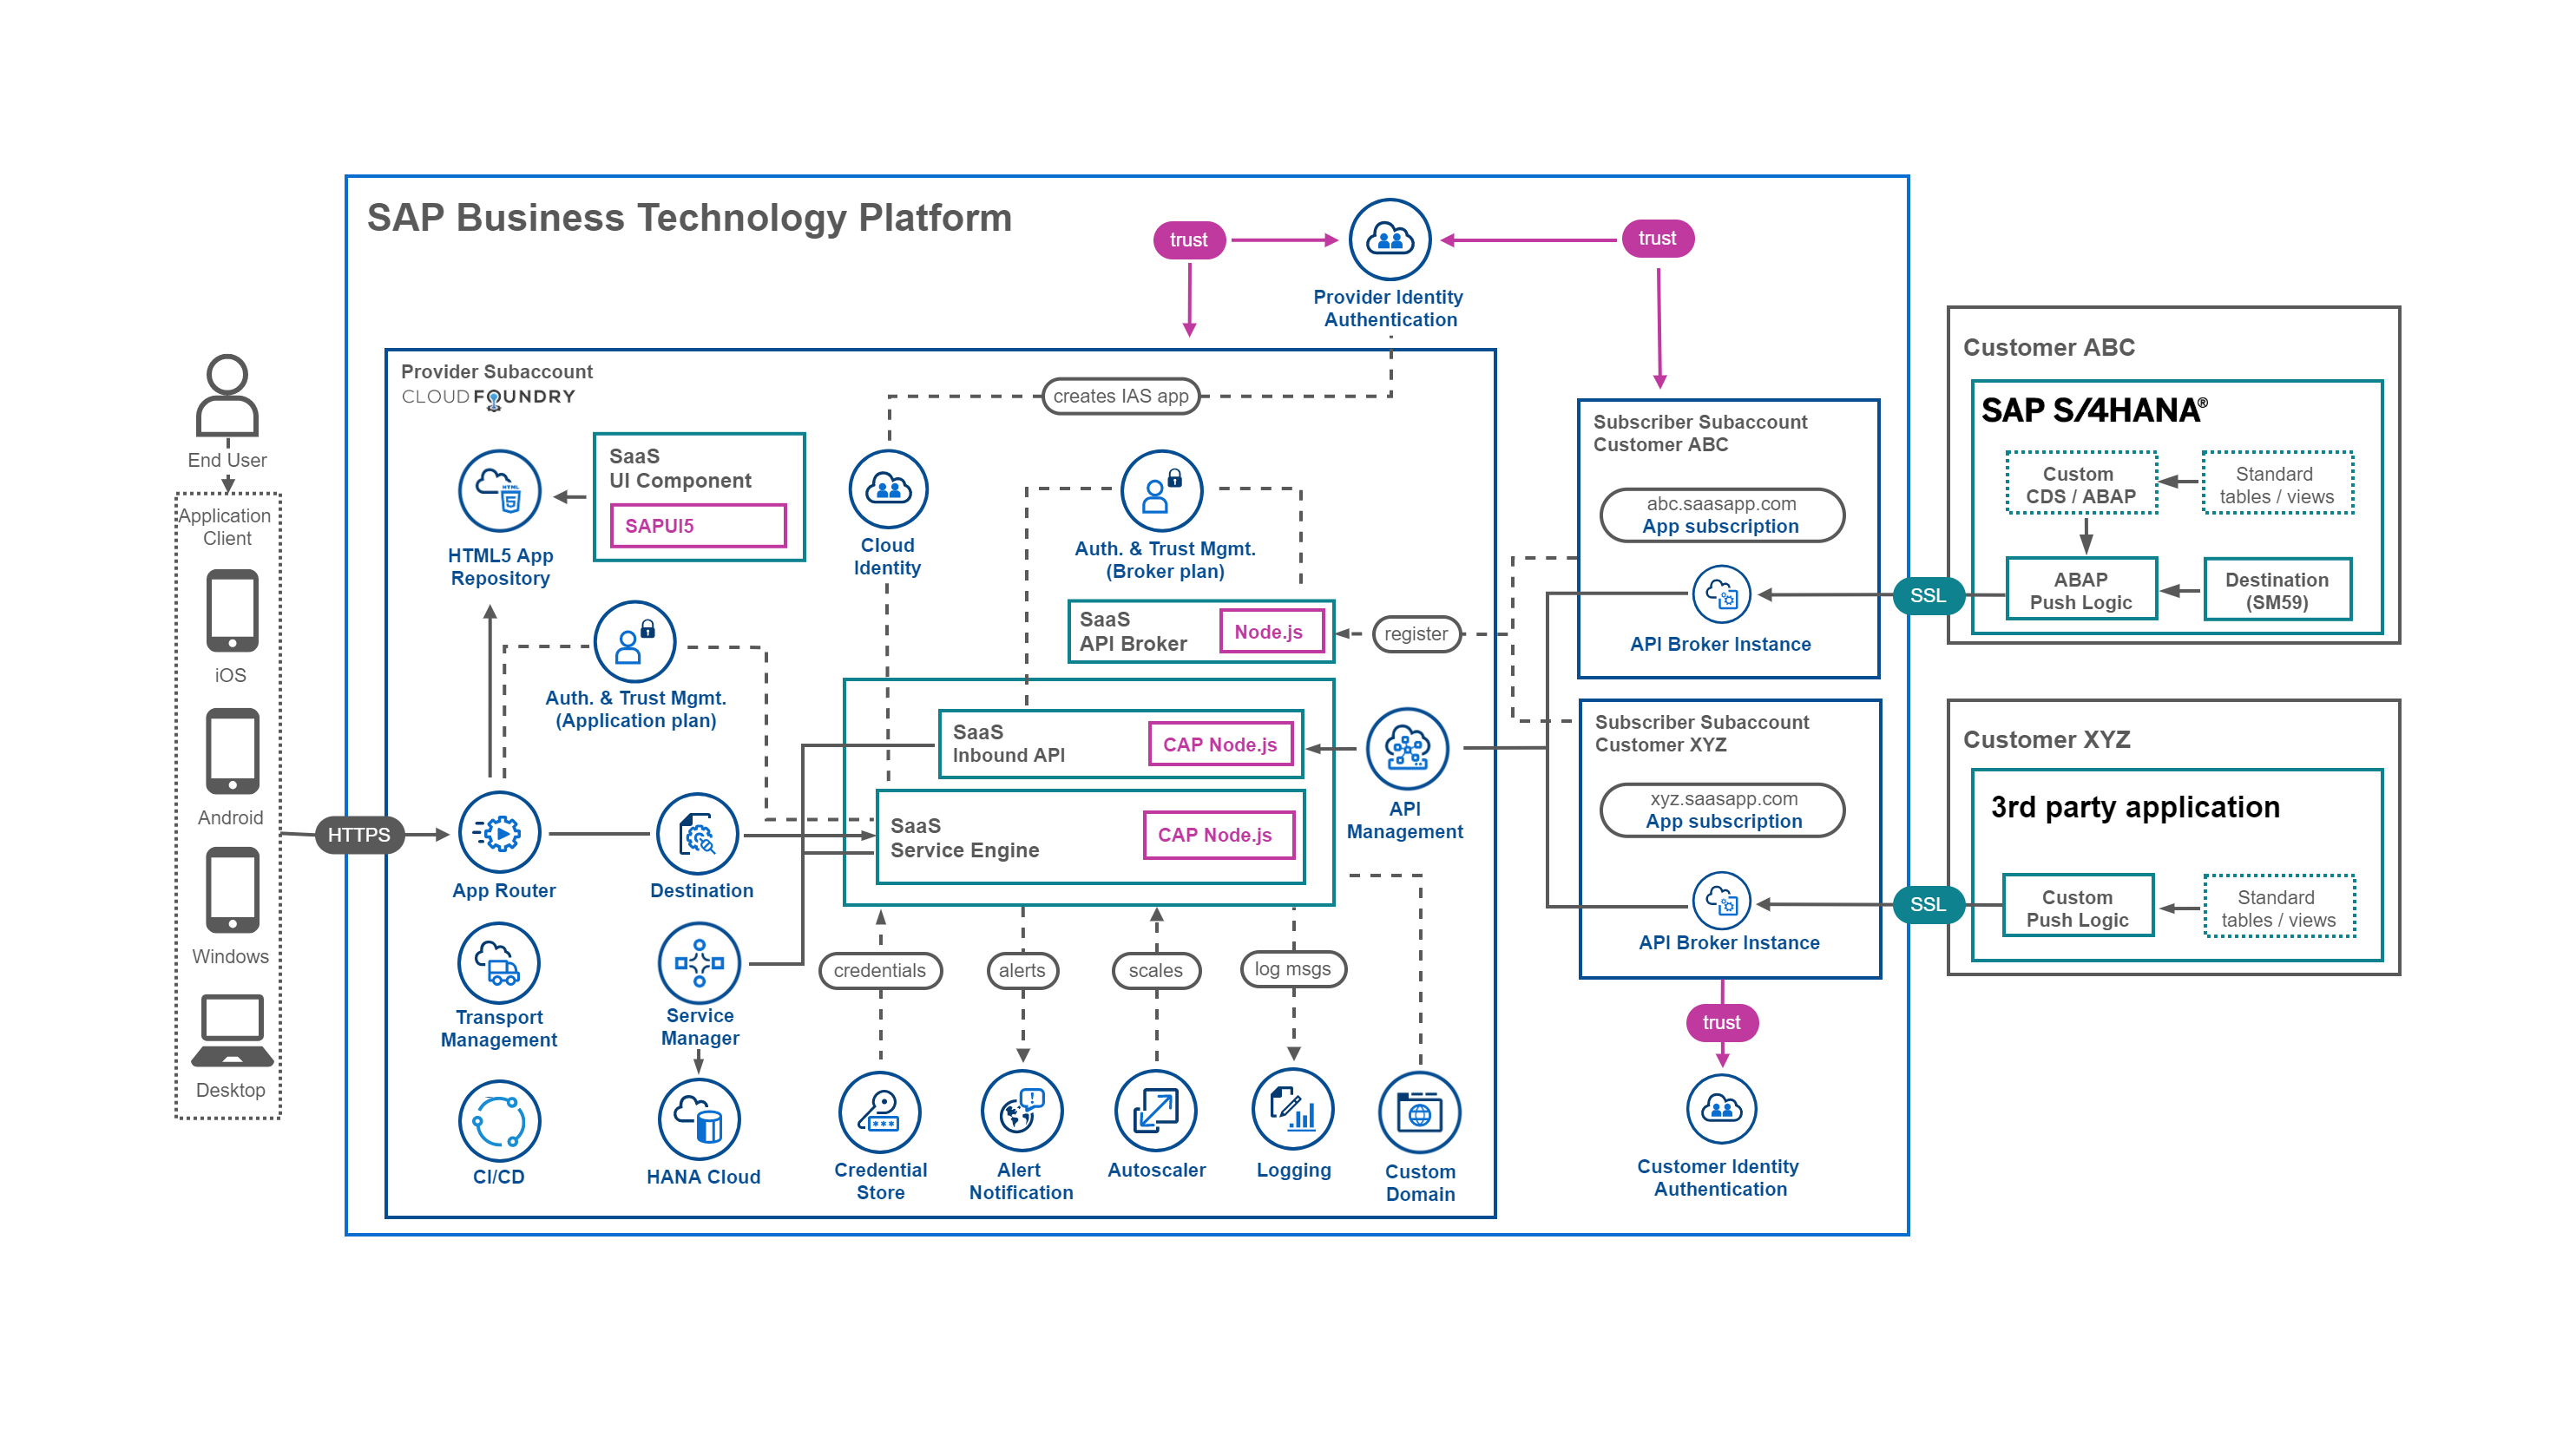 SAP Business Technology Platform
trust
trust
Provider Identity
Authentication
Provider Subaccount
CLOUD FOUNDRY
creates IAS app
End User
Application
Client
iOS
Android
Windows
Desktop
HTTPS
SaaS
UI Component
SAPUI5
HTML5 App
Repository
Cloud
Identity
Auth. & Trust Mgmt.
(Broker plan)
Auth. & Trust Mgmt.
(Application plan)
SaaS
API Broker
Node.js
register
SaaS
Inbound API
CAP Node.js
SaaS
Service Engine
CAP Node.js
API
Management
App Router
Destination
Transport
Management
Service
Manager
CI/CD
HANA Cloud
credentials
alerts
scales
log msgs
Credential
Store
Alert
Notification
Autoscaler
Logging
Custom
Domain
Subscriber Subaccount
Customer ABC
abc.saasapp.com
App subscription
API Broker Instance
Subscriber Subaccount
Customer XYZ
xyz.saasapp.com
App subscription
API Broker Instance
trust
Customer Identity
Authentication
SSL
SSL
Customer ABC
SAP S/4HANA®
Custom
CDS / ABAP
Standard
tables / views
ABAP
Push Logic
Destination
(SM59)
Customer XYZ
3rd party application
Custom
Push Logic
Standard
tables / views